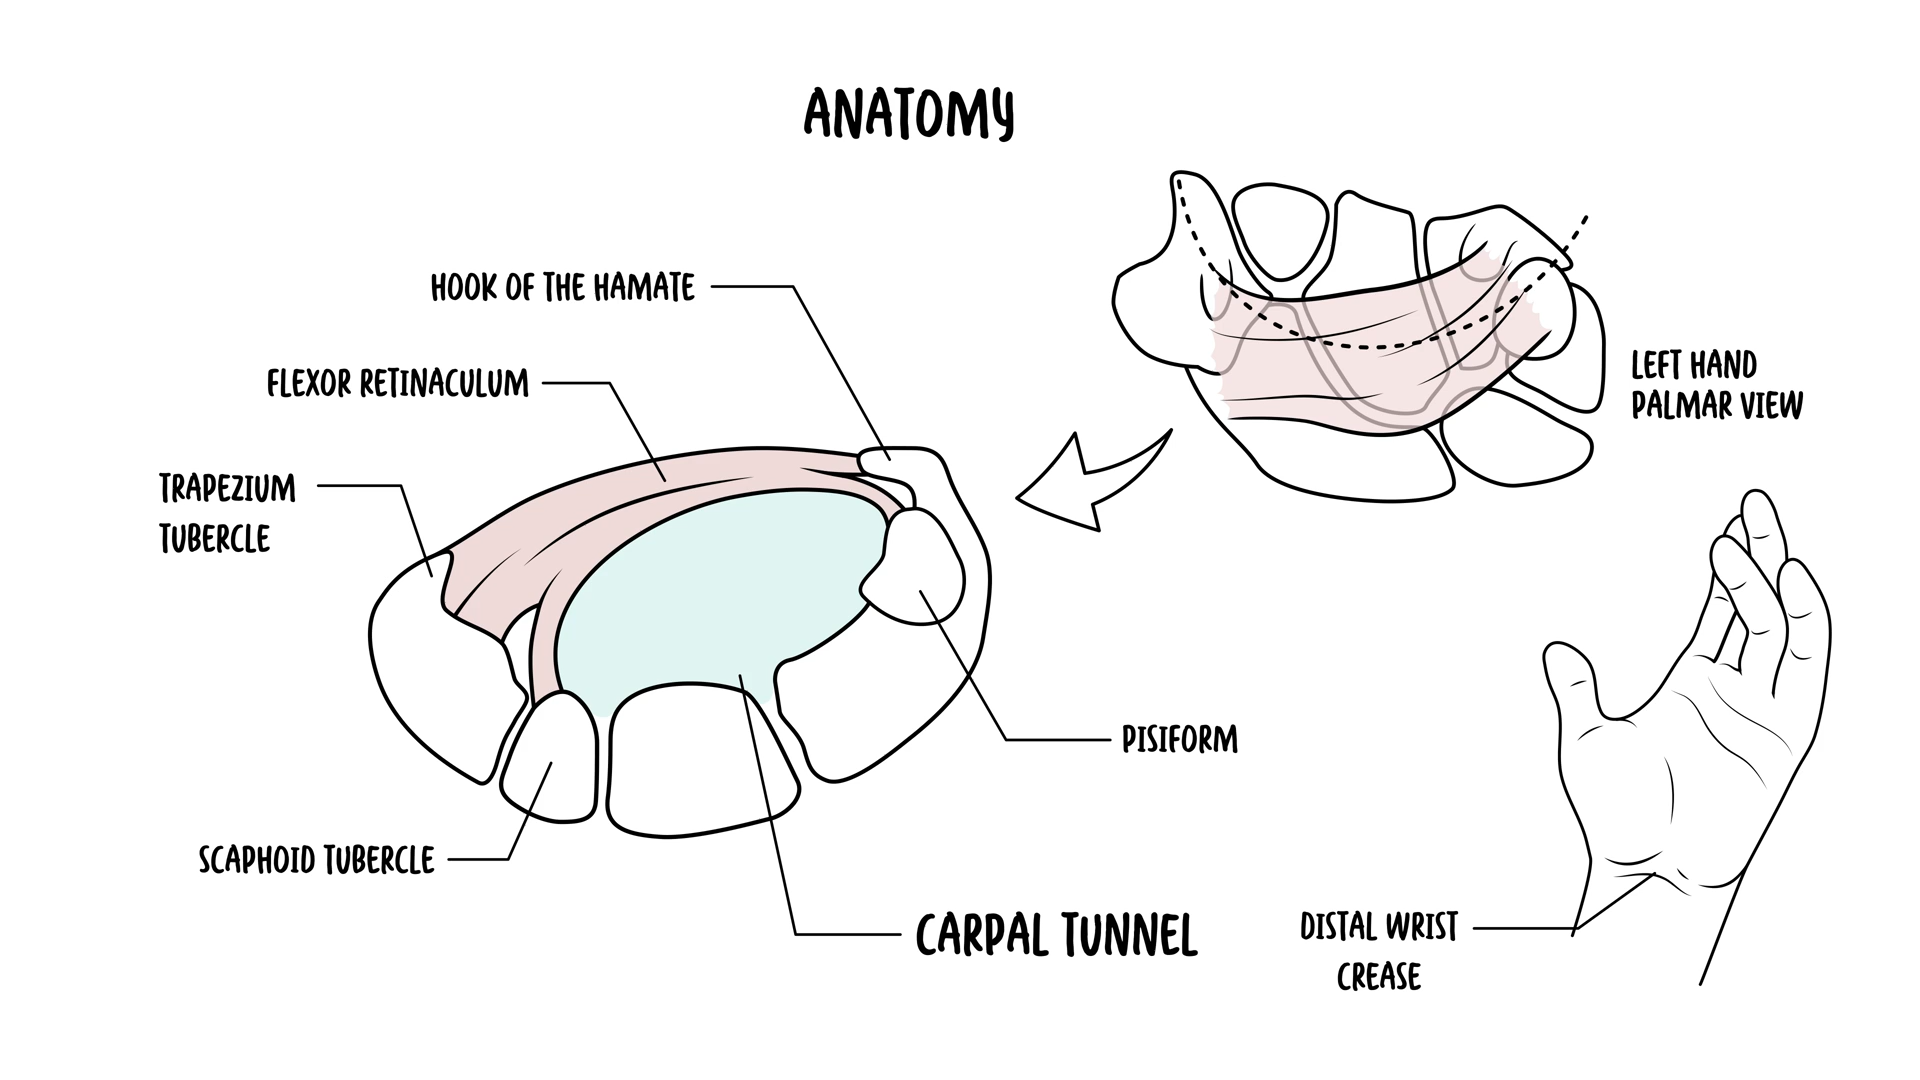 ANATOMY
HOOK OF THE HAMATE
FLEXOR RETINACULUM
TRAPEZIUM
TUBERCLE
SCAPHOID TUBERCLE
CARPAL TUNNEL
PISIFORM
LEFT HAND
PALMAR VIEW
DISTAL WRIST
CREASE